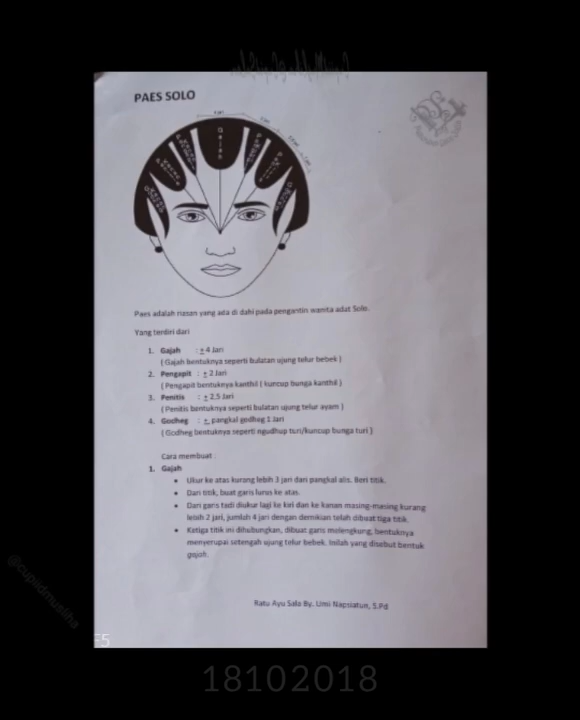 PAES SOLO
Gajah
Paes adalah riasan yang ada di dahi pada pengantin wanita adat Solo.
Yang terdiri dari
1. Gajah : ± 4 Jari
( Gajah bentuknya seperti bulatan ujung telur bebek )
2. Pengapit : ± 2 Jari
( Pengapit bentuknya kanthil ( kuncup bunga kanthil )
3. Penitis : ± 2,5 Jari
( Penitis bentuknya seperti bulatan ujung telur ayam )
4. Godheg : ± pangkal godheg 1 Jari
( Godheg bentuknya seperti ngudhup turi/kuncup bunga turi )
Cara membuat :
1. Gajah
• Ukur ke atas kurang lebih 3 jari dari pangkal alis. Beri titik.
• Dari titik, buat garis lurus ke atas.
• Dari garis tadi diukur lagi ke kiri dan ke kanan masing-masing kurang
lebih 2 jari, jumlah 4 jari dengan demikian telah dibuat tiga titik.
• Ketiga titik ini dihubungkan, dibuat garis melengkung, bentuknya
menyerupai setengah ujung telur bebek. Inilah yang disebut bentuk
gajah.
Ratu Ayu Salo By. Umi Napsiatun, S.Pd
@cupidmusliha
F5
18102018